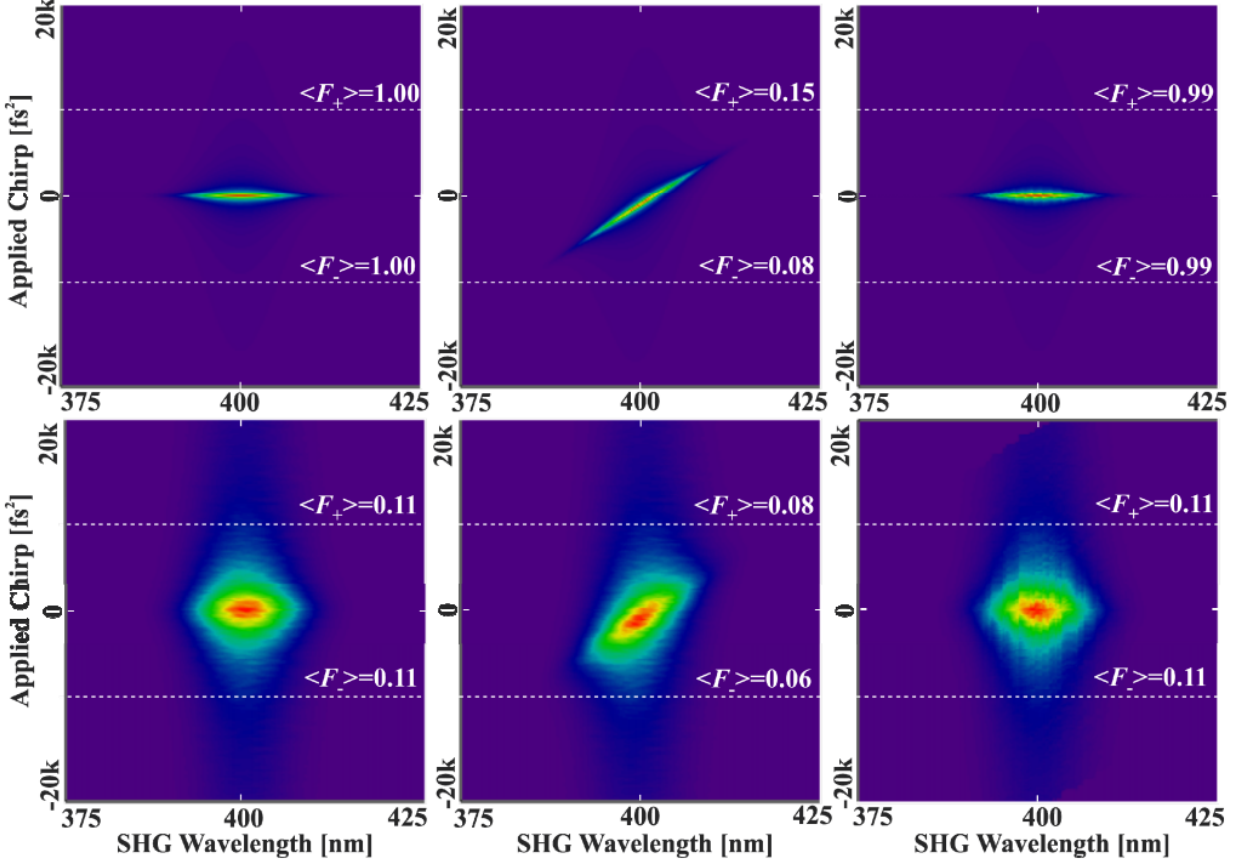 20k
<F₊>=1.00
0
<F₋>=1.00
-20k
375 400 425
Applied Chirp [fs²]
20k
<F₊>=0.15
0
<F₋>=0.08
-20k
375 400 425
20k
<F₊>=0.99
0
<F₋>=0.99
-20k
375 400 425
20k
<F₊>=0.11
0
<F₋>=0.11
-20k
375 400 425
Applied Chirp [fs²]
SHG Wavelength [nm]
20k
<F₊>=0.08
0
<F₋>=0.06
-20k
375 400 425
SHG Wavelength [nm]
20k
<F₊>=0.11
0
<F₋>=0.11
-20k
375 400 425
SHG Wavelength [nm]